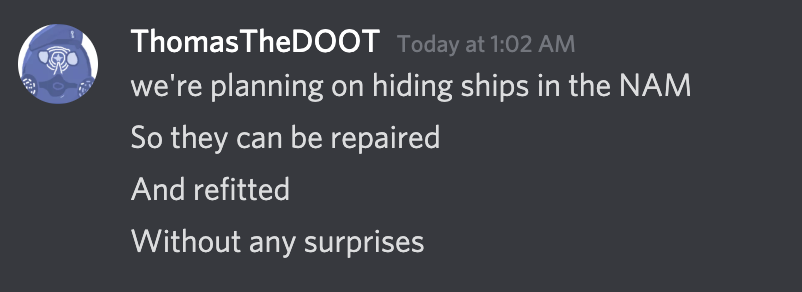 ThomasTheDOOT Today at 1:02 AM
we're planning on hiding ships in the NAM
So they can be repaired
And refitted
Without any surprises